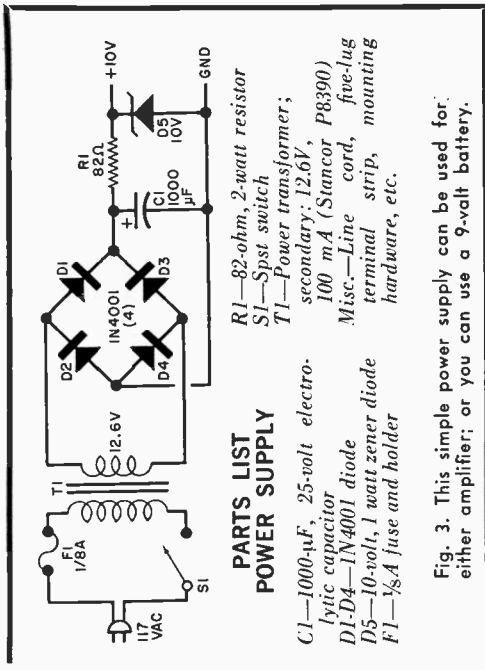 F1
1/8A
T1
12.6V
117
VAC
S1
D2
D1
1N4001
(4)
D4
D3
R1
82Ω
+10V
+
C1
1000
µF
D5
10V
GND
PARTS LIST
POWER SUPPLY
C1—1000-µF, 25-volt electro-
lytic capacitor
D1-D4—1N4001 diode
D5—10-volt, 1 watt zener diode
F1—⅛A fuse and holder
R1—82-ohm, 2-watt resistor
S1—Spst switch
T1—Power transformer;
secondary: 12.6V,
100 mA (Stancor P8390)
Misc.—Line cord, five-lug
terminal strip, mounting
hardware, etc.
Fig. 3. This simple power supply can be used for
either amplifier; or you can use a 9-valt battery.